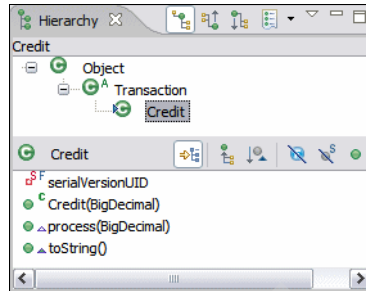 Hierarchy
Credit
Object
A Transaction
Credit
Credit
S
S F serialVersionUID
C Credit(BigDecimal)
process(BigDecimal)
toString()